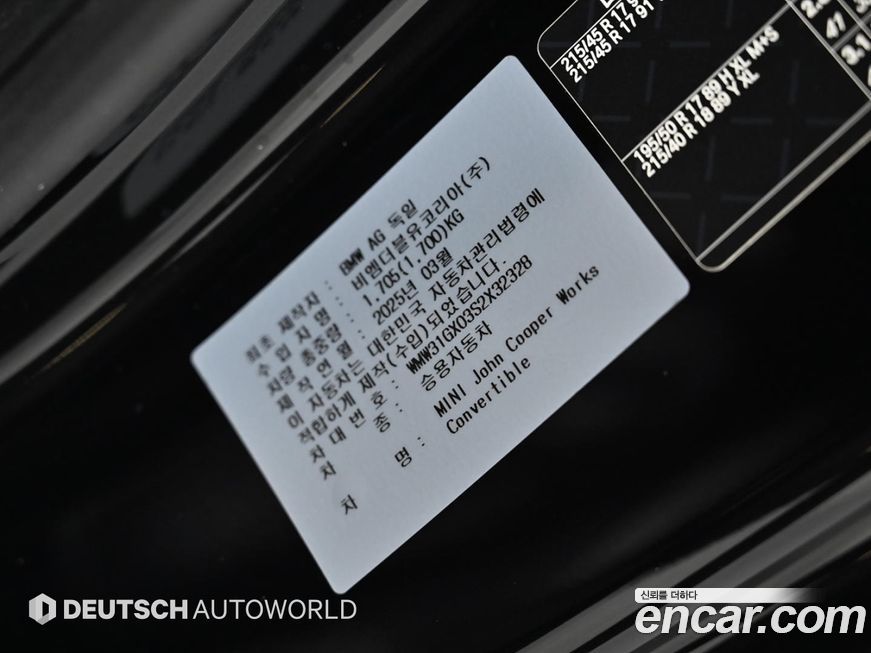 최초 제작자 : BMW AG 독일
수 입 자 명 : 비엠더블유코리아(주)
차량 총중량 : 1,705(1,700)KG
제 작 연 월 : 2025년 03월
이 자동차는 대한민국 자동차관리법령에
적합하게 제작(수입)되었습니다.
차 대 번 호 : WMW31GX03S2X32328
차 종 : 승용자동차
차 명 : MINI John Cooper Works
Convertible
215/45 R 17 91
215/45 R 17 91
195/50 R 17 89 H XL M+S
215/40 R 18 89 Y XL
41
3.1
DEUTSCH AUTOWORLD
신뢰를 더하다
encar.com